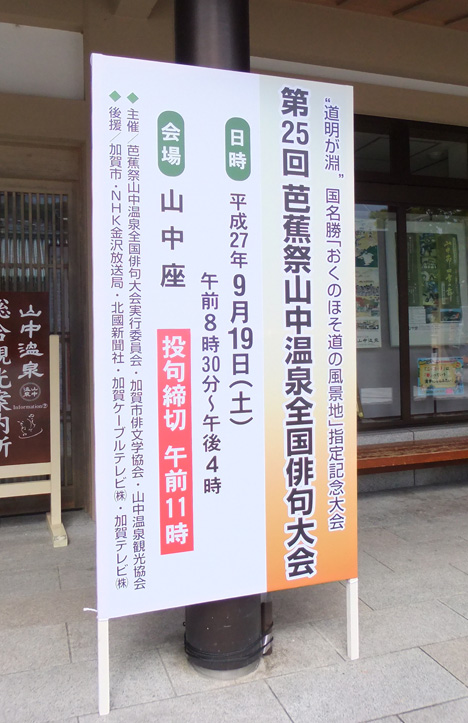 “道明が淵„ 国名勝「おくのほそ道の風景地」指定記念大会
第25回 芭蕉祭山中温泉全国俳句大会
日時 平成27年9月19日(土)
午前8時30分～午後4時
会場 山中座 投句締切 午前11時
◆主催／芭蕉祭山中温泉全国俳句大会実行委員会・加賀市俳文学協会・山中温泉観光協会
◆後援／加賀市・NHK金沢放送局・北國新聞社・加賀ケーブルテレビ㈱・加賀テレビ㈱
山中温泉
総合観光案内所
Information